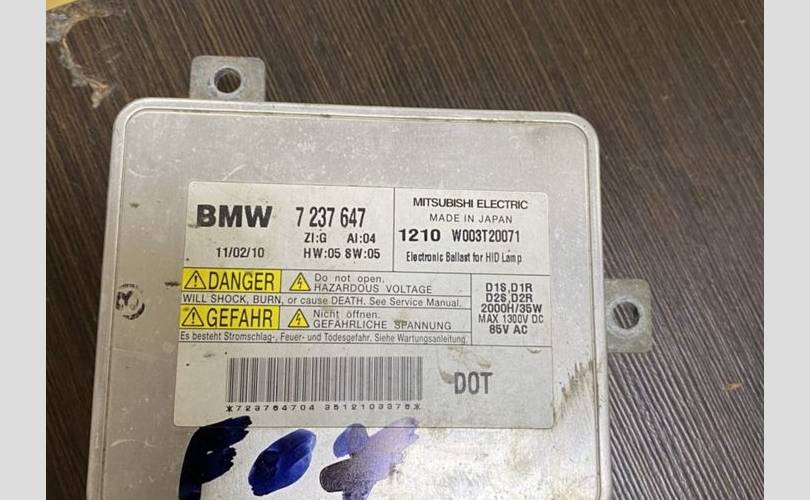 BMW 7 237 647
ZI:G AI:04
11/02/10 HW:05 SW:05
MITSUBISHI ELECTRIC
MADE IN JAPAN
1210 W003T20071
Electronic Ballast for HID Lamp
DANGER Do not open.
HAZARDOUS VOLTAGE
WILL SHOCK, BURN, or cause DEATH. See Service Manual.
GEFAHR Nicht öffnen.
GEFÄHRLICHE SPANNUNG
Es besteht Stromschlag-, Feuer- und Todesgefahr. Siehe Wartungsanleitung.
D1S,D1R
D2S,D2R
2000H/35W
MAX 1300V DC
85V AC
DOT
*723764704 3512103375*